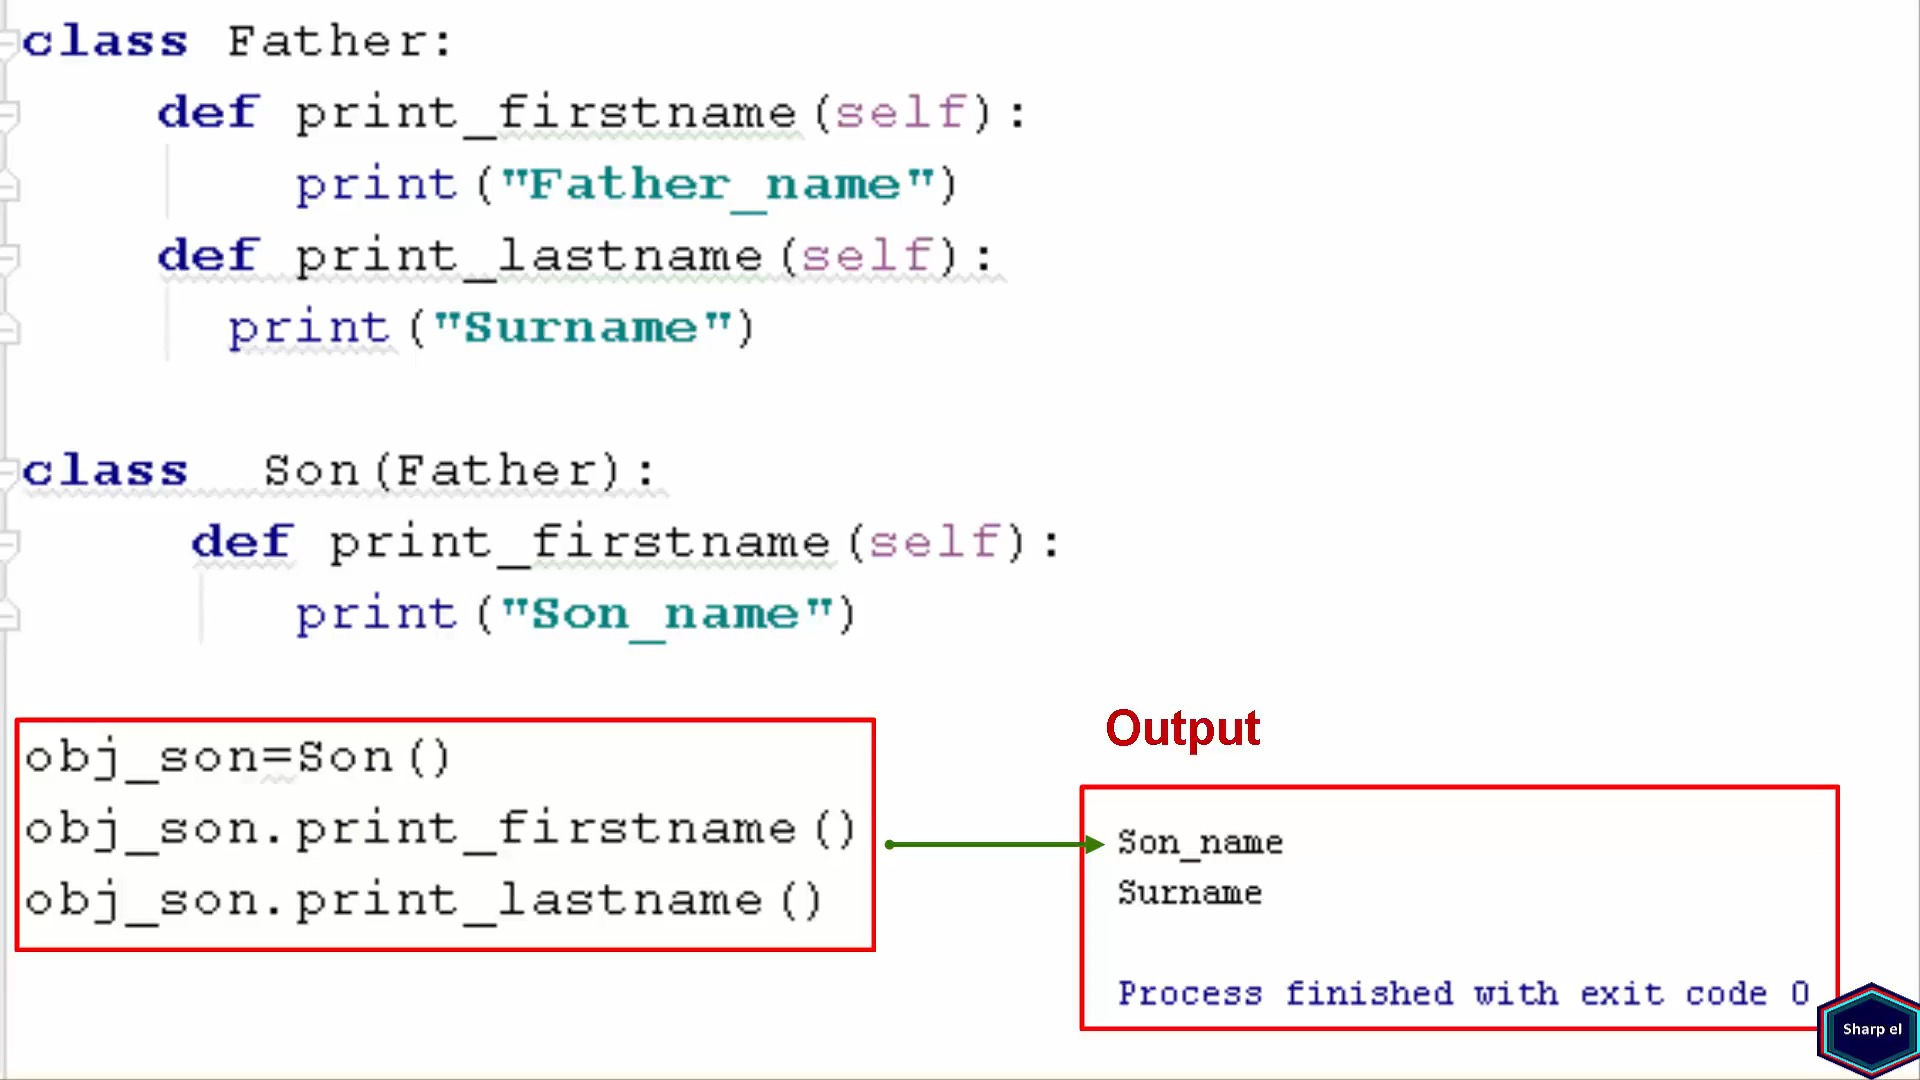 class Father:
def print_firstname(self):
print("Father_name")
def print_lastname(self):
print("Surname")
class Son(Father):
def print_firstname(self):
print("Son_name")
obj_son=Son()
obj_son.print_firstname()
obj_son.print_lastname()
Output
Son_name
Surname
Process finished with exit code 0
Sharp el